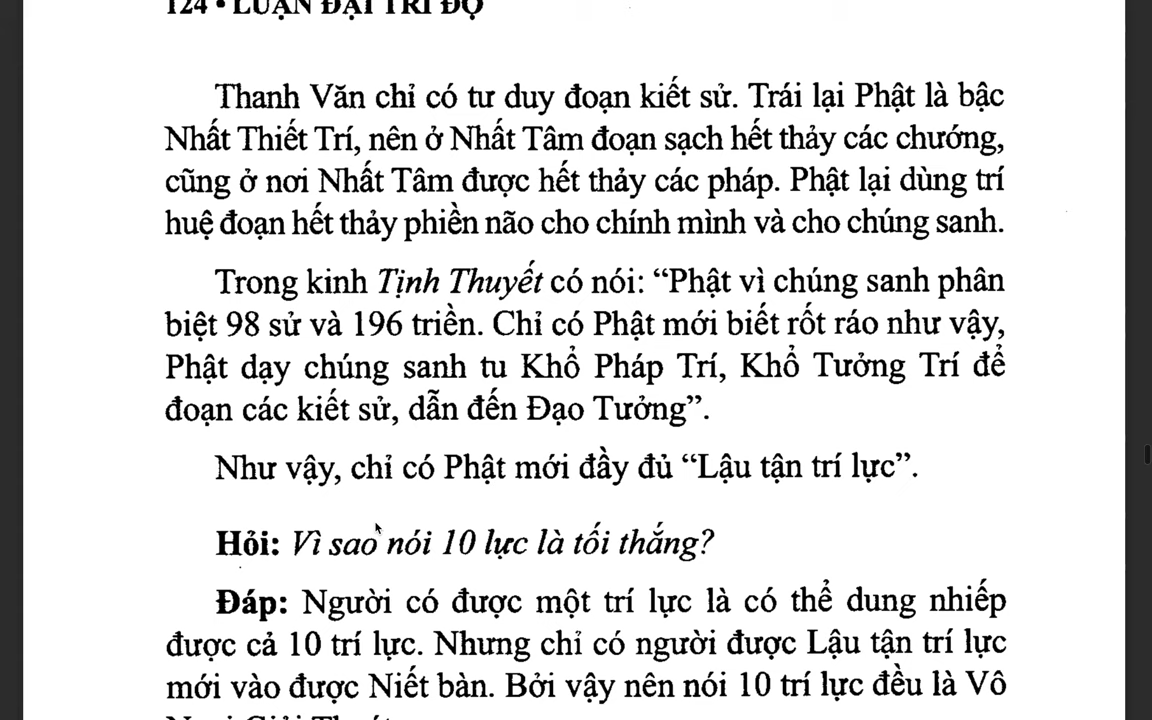 124 • LUẬN ĐẠI TRÍ ĐỘ
Thanh Văn chỉ có tư duy đoạn kiết sử. Trái lại Phật là bậc
Nhất Thiết Trí, nên ở Nhất Tâm đoạn sạch hết thảy các chướng,
cũng ở nơi Nhất Tâm được hết thảy các pháp. Phật lại dùng trí
huệ đoạn hết thảy phiền não cho chính mình và cho chúng sanh.
Trong kinh Tịnh Thuyết có nói: “Phật vì chúng sanh phân
biệt 98 sử và 196 triền. Chỉ có Phật mới biết rốt ráo như vậy,
Phật dạy chúng sanh tu Khổ Pháp Trí, Khổ Tưởng Trí để
đoạn các kiết sử, dẫn đến Đạo Tưởng”.
Như vậy, chỉ có Phật mới đầy đủ “Lậu tận trí lực”.
Hỏi: Vì sao nói 10 lực là tối thắng?
Đáp: Người có được một trí lực là có thể dung nhiếp
được cả 10 trí lực. Nhưng chỉ có người được Lậu tận trí lực
mới vào được Niết bàn. Bởi vậy nên nói 10 trí lực đều là Vô